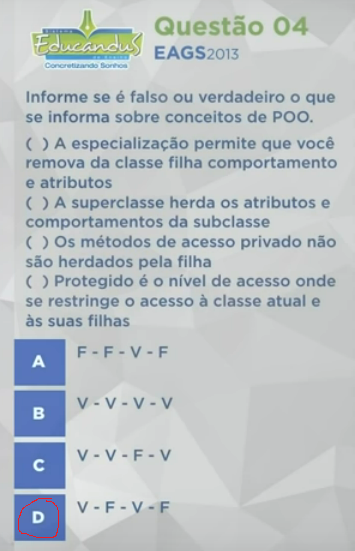 Sistema
Educandus
de Ensino
Concretizando Sonhos
Questão 04
EAGS2013
Informe se é falso ou verdadeiro o que
se informa sobre conceitos de POO.
( ) A especialização permite que você
remova da classe filha comportamento
e atributos
( ) A superclasse herda os atributos e
comportamentos da subclasse
( ) Os métodos de acesso privado não
são herdados pela filha
( ) Protegido é o nível de acesso onde
se restringe o acesso à classe atual e
às suas filhas
A F - F - V - F
B V - V - V - V
C V - V - F - V
D V - F - V - F